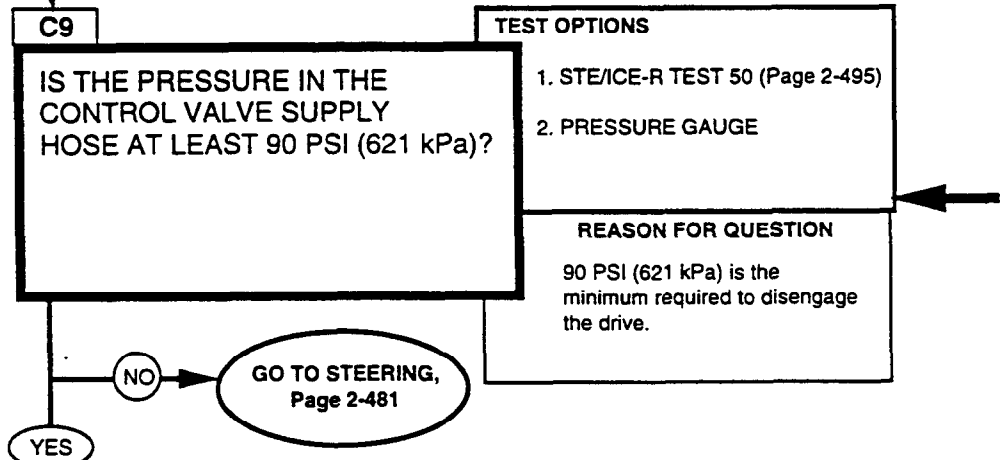 C9
IS THE PRESSURE IN THE
CONTROL VALVE SUPPLY
HOSE AT LEAST 90 PSI (621 kPa)?
TEST OPTIONS
1. STE/ICE-R TEST 50 (Page 2-495)
2. PRESSURE GAUGE
REASON FOR QUESTION
90 PSI (621 kPa) is the
minimum required to disengage
the drive.
NO
GO TO STEERING,
Page 2-481
YES